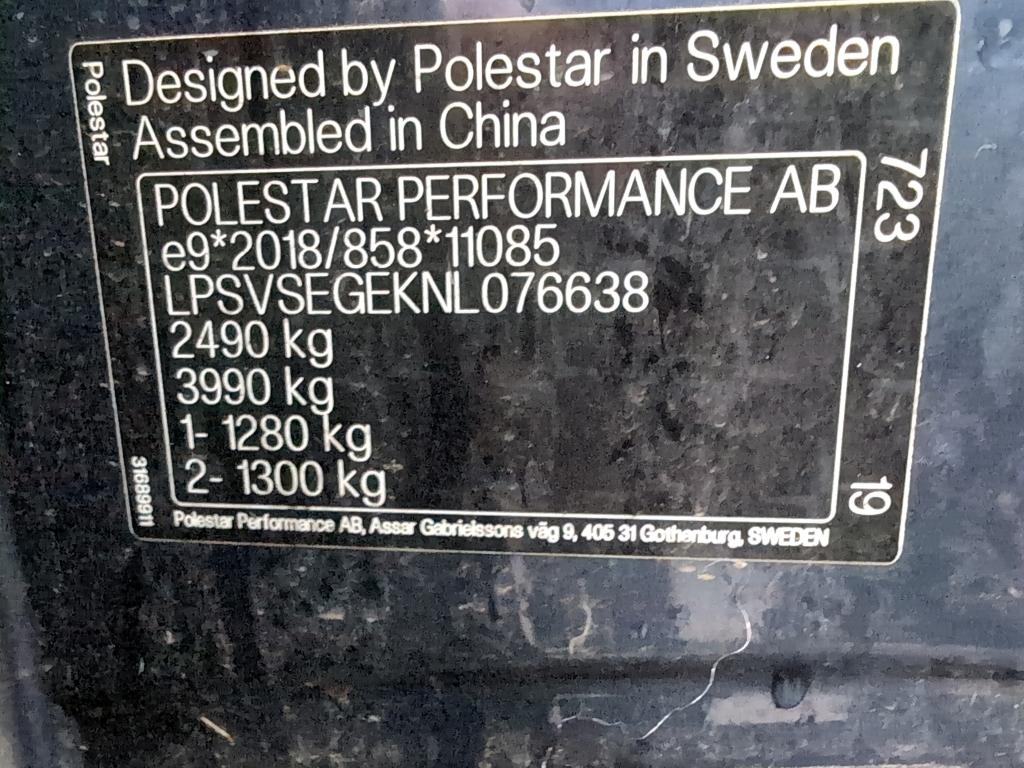 Polestar
Designed by Polestar in Sweden
Assembled in China
POLESTAR PERFORMANCE AB
e9*2018/858*11085
LPSVSEGEKNL076638
2490 kg
3990 kg
1- 1280 kg
2- 1300 kg
723
19
31689911
Polestar Performance AB, Assar Gabrielssons väg 9, 405 31 Gothenburg, SWEDEN